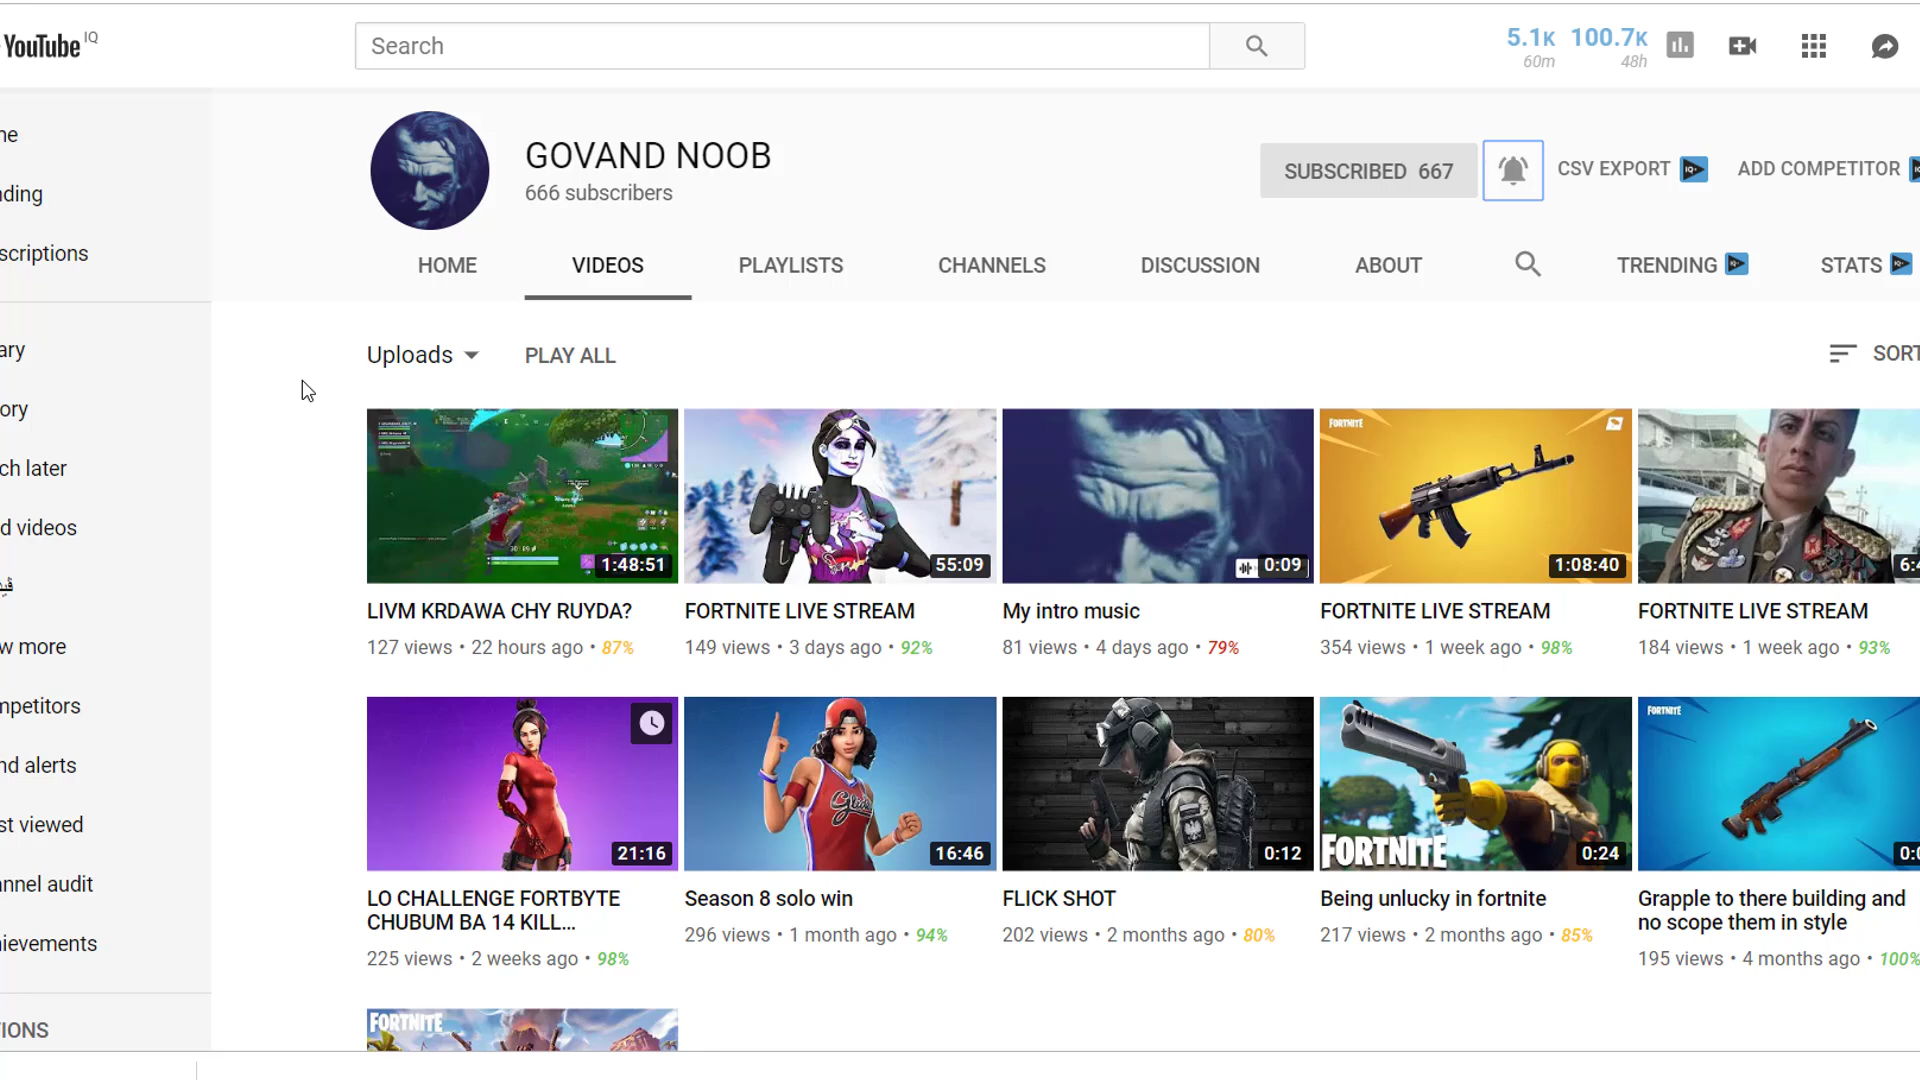 YouTube IQ
Search
5.1K 100.7K
60m 48h
GOVAND NOOB
666 subscribers
SUBSCRIBED 667
CSV EXPORT
ADD COMPETITOR
HOME VIDEOS PLAYLISTS CHANNELS DISCUSSION ABOUT TRENDING STATS
ne
ding
scriptions
ary
ory
ch later
d videos
w more
mpetitors
nd alerts
st viewed
nnel audit
ievements
IONS
Uploads PLAY ALL SORT
1:48:51
55:09
0:09
FORTNITE
1:08:40
6:4
LIVM KRDAWA CHY RUYDA?
127 views • 22 hours ago • 87%
FORTNITE LIVE STREAM
149 views • 3 days ago • 92%
My intro music
81 views • 4 days ago • 79%
FORTNITE LIVE STREAM
354 views • 1 week ago • 98%
FORTNITE LIVE STREAM
184 views • 1 week ago • 93%
21:16
16:46
0:12
FORTNITE
0:24
FORTNITE
0:0
LO CHALLENGE FORTBYTE
CHUBUM BA 14 KILL...
225 views • 2 weeks ago • 98%
Season 8 solo win
296 views • 1 month ago • 94%
FLICK SHOT
202 views • 2 months ago • 80%
Being unlucky in fortnite
217 views • 2 months ago • 85%
Grapple to there building and
no scope them in style
195 views • 4 months ago • 100%
FORTNITE